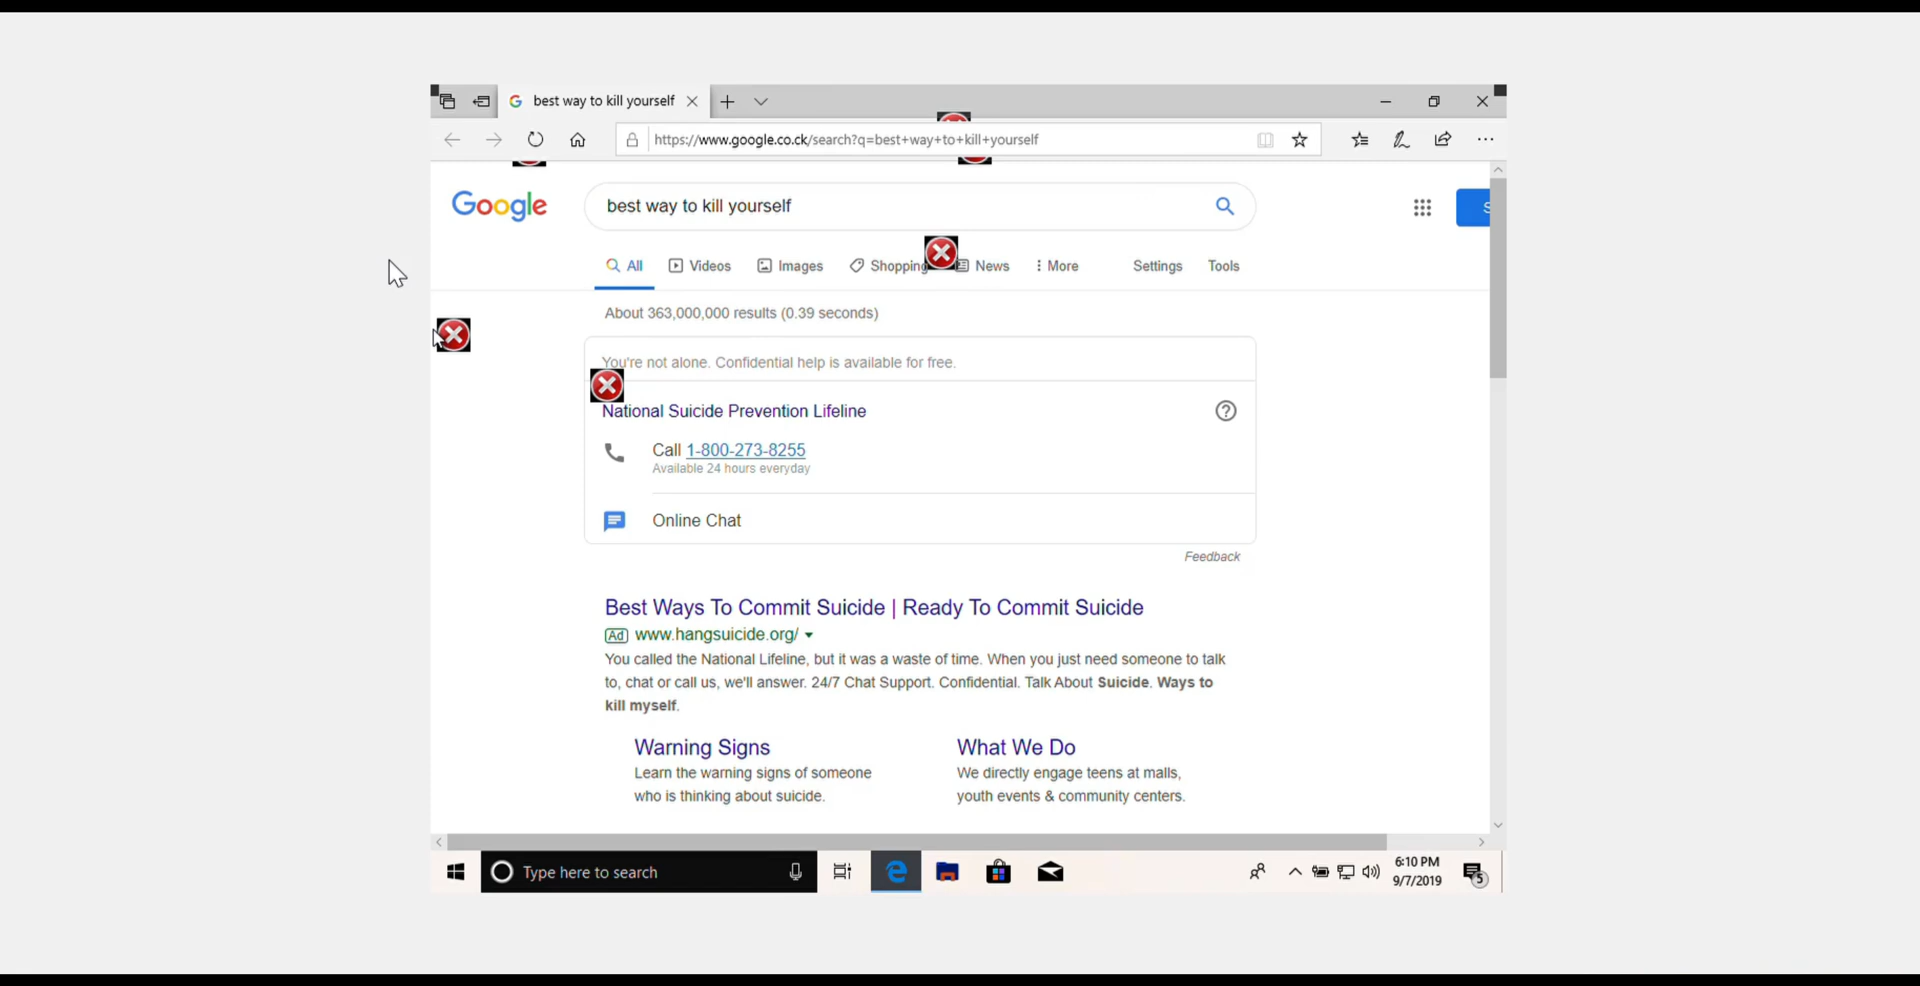 best way to kill yourself
https://www.google.co.ck/search?q=best+way+to+kill+yourself
Google
best way to kill yourself
All Videos Images Shopping News More Settings Tools
About 363,000,000 results (0.39 seconds)
You're not alone. Confidential help is available for free.
National Suicide Prevention Lifeline
Call 1-800-273-8255
Available 24 hours everyday
Online Chat
Feedback
Best Ways To Commit Suicide | Ready To Commit Suicide
Ad www.hangsuicide.org/
You called the National Lifeline, but it was a waste of time. When you just need someone to talk
to, chat or call us, we'll answer. 24/7 Chat Support. Confidential. Talk About Suicide. Ways to
kill myself.
Warning Signs What We Do
Learn the warning signs of someone We directly engage teens at malls,
who is thinking about suicide. youth events & community centers.
Type here to search
6:10 PM
9/7/2019
5